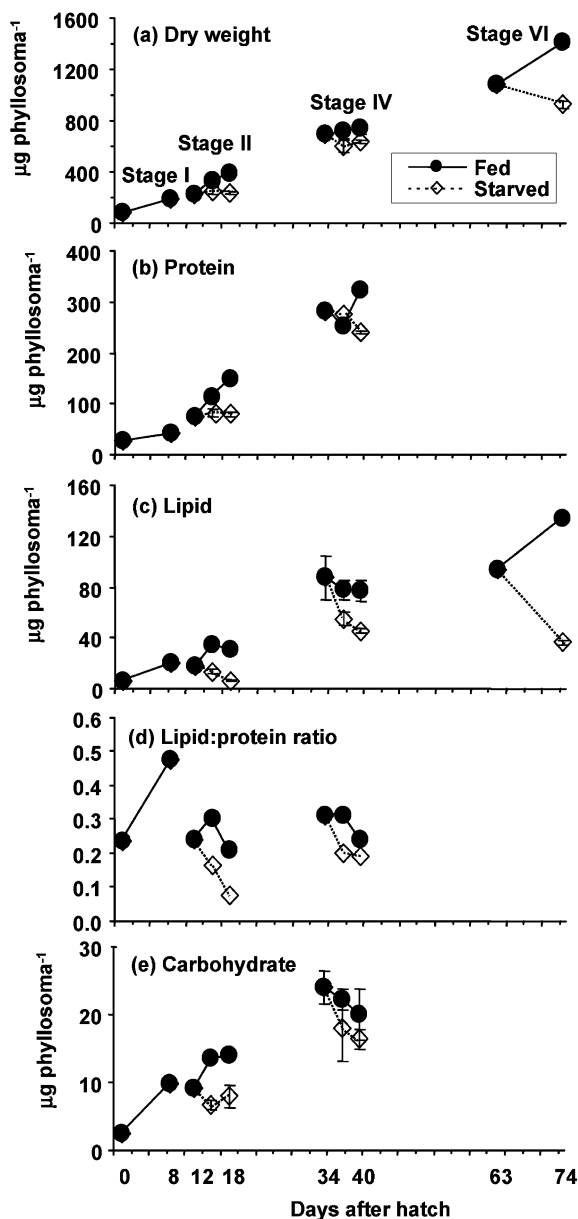 (a) Dry weight
Stage I
Stage II
Stage IV
Stage VI
Fed
Starved
1600
1200
800
400
0
µg phyllosoma-1
(b) Protein
400
300
200
100
0
µg phyllosoma-1
(c) Lipid
160
120
80
40
0
µg phyllosoma-1
(d) Lipid:protein ratio
0.6
0.5
0.4
0.3
0.2
0.1
0.0
(e) Carbohydrate
30
20
10
0
µg phyllosoma-1
0 8 12 18 34 40 63 74
Days after hatch